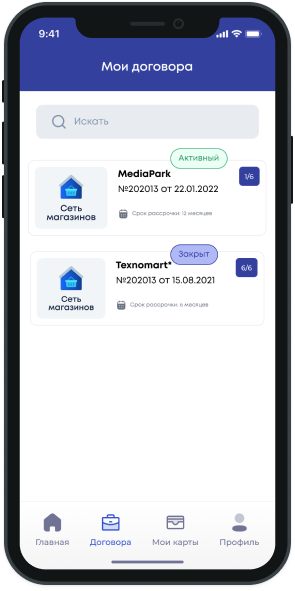 9:41
Мои договора
Искать
Активный
MediaPark
№202013 от 22.01.2022
1/6
Срок рассрочки: 12 месяцев
Сеть
магазинов
Закрыт
Texnomart*
№202013 от 15.08.2021
6/6
Срок рассрочки: 6 месяцев
Сеть
магазинов
Главная
Договора
Мои карты
Профиль